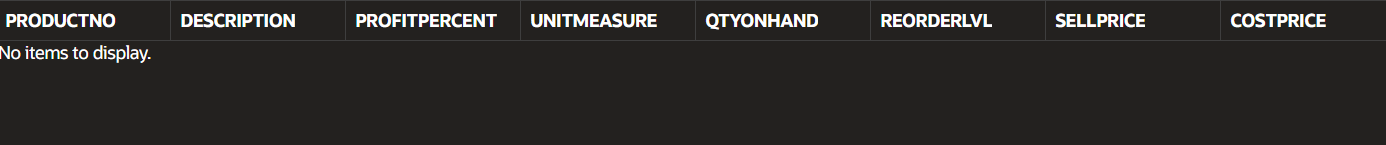 PRODUCTNO DESCRIPTION PROFITPERCENT UNITMEASURE QTYONHAND REORDERLVL SELLPRICE COSTPRICE
No items to display.